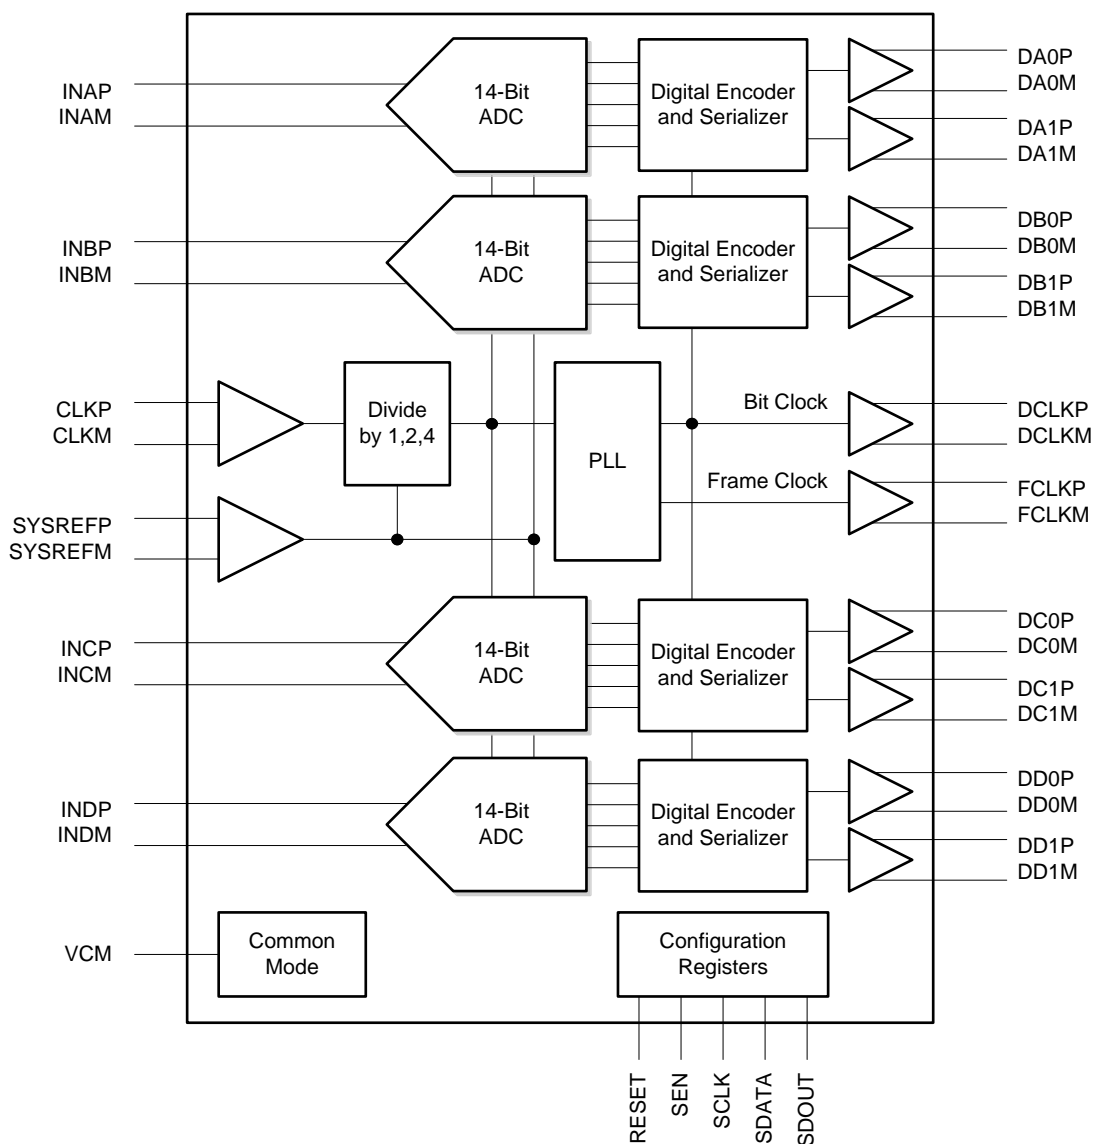 INAP
INAM
14-Bit
ADC
Digital Encoder
and Serializer
DA0P
DA0M
DA1P
DA1M
INBP
INBM
14-Bit
ADC
Digital Encoder
and Serializer
DB0P
DB0M
DB1P
DB1M
CLKP
CLKM
Divide
by 1,2,4
PLL
Bit Clock
DCLKP
DCLKM
SYSREFP
SYSREFM
Frame Clock
FCLKP
FCLKM
INCP
INCM
14-Bit
ADC
Digital Encoder
and Serializer
DC0P
DC0M
DC1P
DC1M
INDP
INDM
14-Bit
ADC
Digital Encoder
and Serializer
DD0P
DD0M
DD1P
DD1M
VCM
Common
Mode
Configuration
Registers
RESET
SEN
SCLK
SDATA
SDOUT